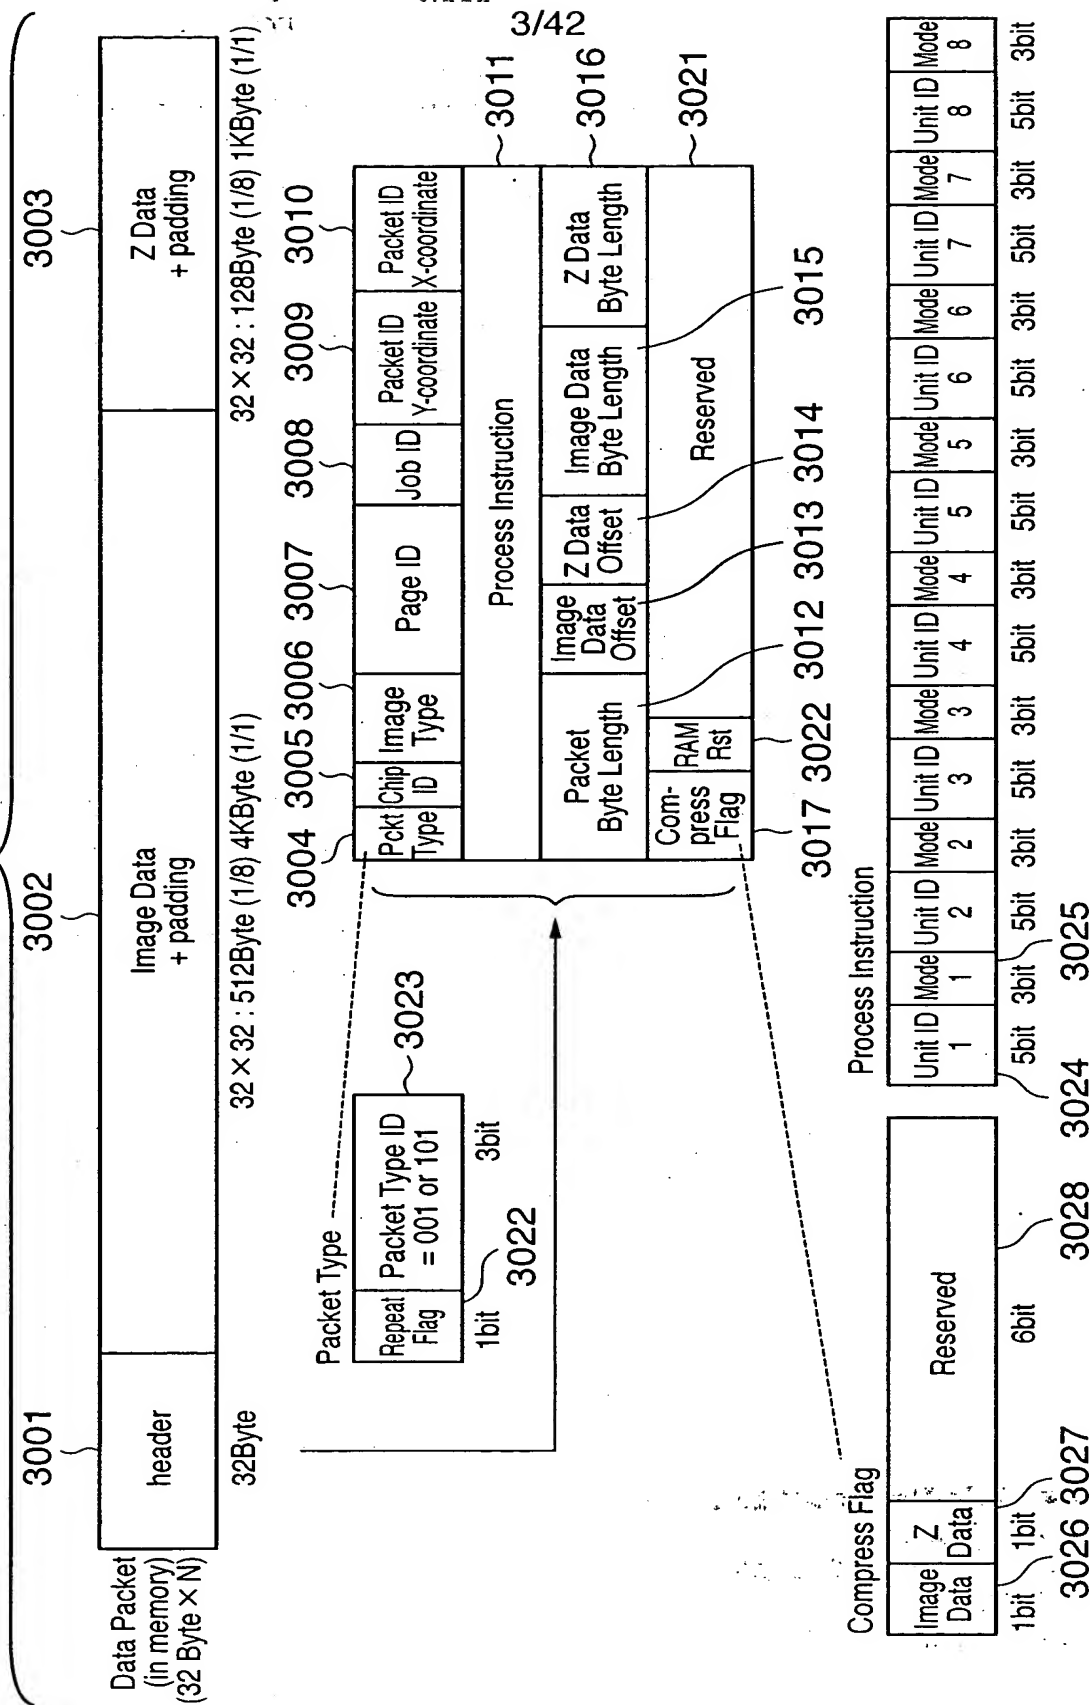 3/42
3001
3002
3003
Data Packet
(in memory)
(32 Byte × N)
header
Image Data
+ padding
Z Data
+ padding
32Byte
32×32 : 512Byte (1/8) 4KByte (1/1)
32×32 : 128Byte (1/8) 1KByte (1/1)
3004
3005
3006
3007
3008
3009
3010
Pckt
Type
Chip
ID
Image
Type
Page ID
Job ID
Packet ID
Y-coordinate
Packet ID
X-coordinate
Process Instruction
3011
Packet
Byte Length
Image
Data
Offset
Z Data
Offset
Image Data
Byte Length
Z Data
Byte Length
3016
Com-
press
Flag
RAM
Rst
Reserved
3021
3017
3022
3012
3013
3014
3015
Packet Type
Repeat
Flag
Packet Type ID
= 001 or 101
3023
1bit
3022
3bit
Compress Flag
Image
Data
Z
Data
Reserved
1bit
1bit
6bit
3026
3027
3028
Process Instruction
Unit ID
1
Mode
1
Unit ID
2
Mode
2
Unit ID
3
Mode
3
Unit ID
4
Mode
4
Unit ID
5
Mode
5
Unit ID
6
Mode
6
Unit ID
7
Mode
7
Unit ID
8
Mode
8
5bit
3bit
5bit
3bit
5bit
3bit
5bit
3bit
5bit
3bit
5bit
3bit
5bit
3bit
5bit
3bit
3024
3025